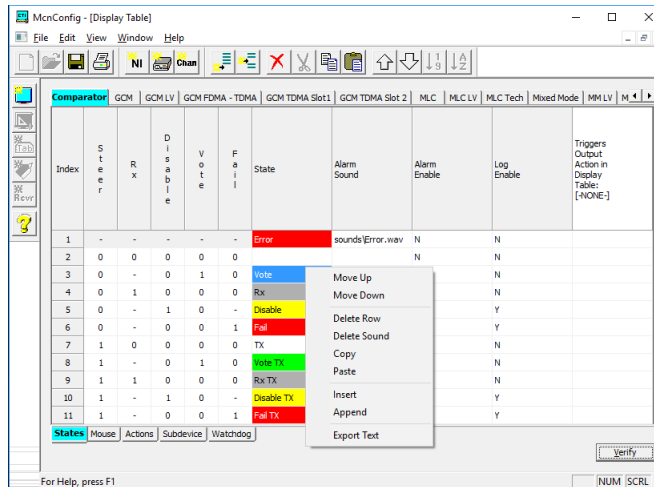 McnConfig - [Display Table]
File Edit View Window Help
NI Chan
Comparator GCM GCM LV GCM FDMA - TDMA GCM TDMA Slot1 GCM TDMA Slot 2 MLC MLC LV MLC Tech Mixed Mode MM LV M
Tab
Rcvr
Index Steer Rx Disable Vote Fail State Alarm Sound Alarm Enable Log Enable Triggers Output Action in Display Table: [-NONE-]
1 - - - - - Error sounds\Error.wav N N
2 0 0 0 0 0 N N
3 0 - 0 1 0 Vote N
4 0 1 0 0 0 Rx N
5 0 - 1 0 - Disable Y
6 0 - 0 0 1 Fail Y
7 1 0 0 0 0 TX N
8 1 - 0 1 0 Vote TX N
9 1 1 0 0 0 Rx TX N
10 1 - 1 0 - Disable TX Y
11 1 - 0 0 1 Fail TX Y
Move Up
Move Down
Delete Row
Delete Sound
Copy
Paste
Insert
Append
Export Text
States Mouse Actions Subdevice Watchdog
Verify
For Help, press F1
NUM SCRL